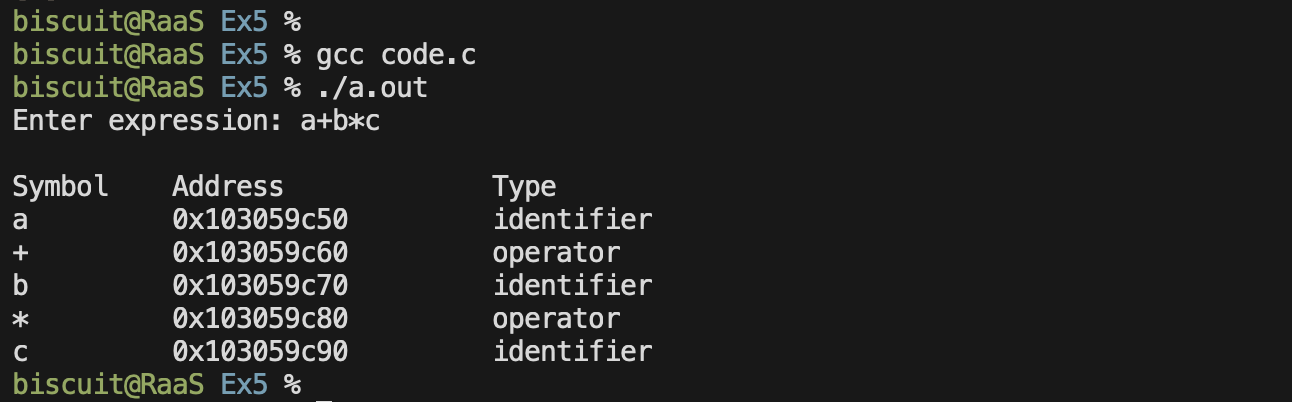 biscuit@RaaS Ex5 %
biscuit@RaaS Ex5 % gcc code.c
biscuit@RaaS Ex5 % ./a.out
Enter expression: a+b*c
Symbol    Address             Type
a         0x103059c50         identifier
+         0x103059c60         operator
b         0x103059c70         identifier
*         0x103059c80         operator
c         0x103059c90         identifier
biscuit@RaaS Ex5 %